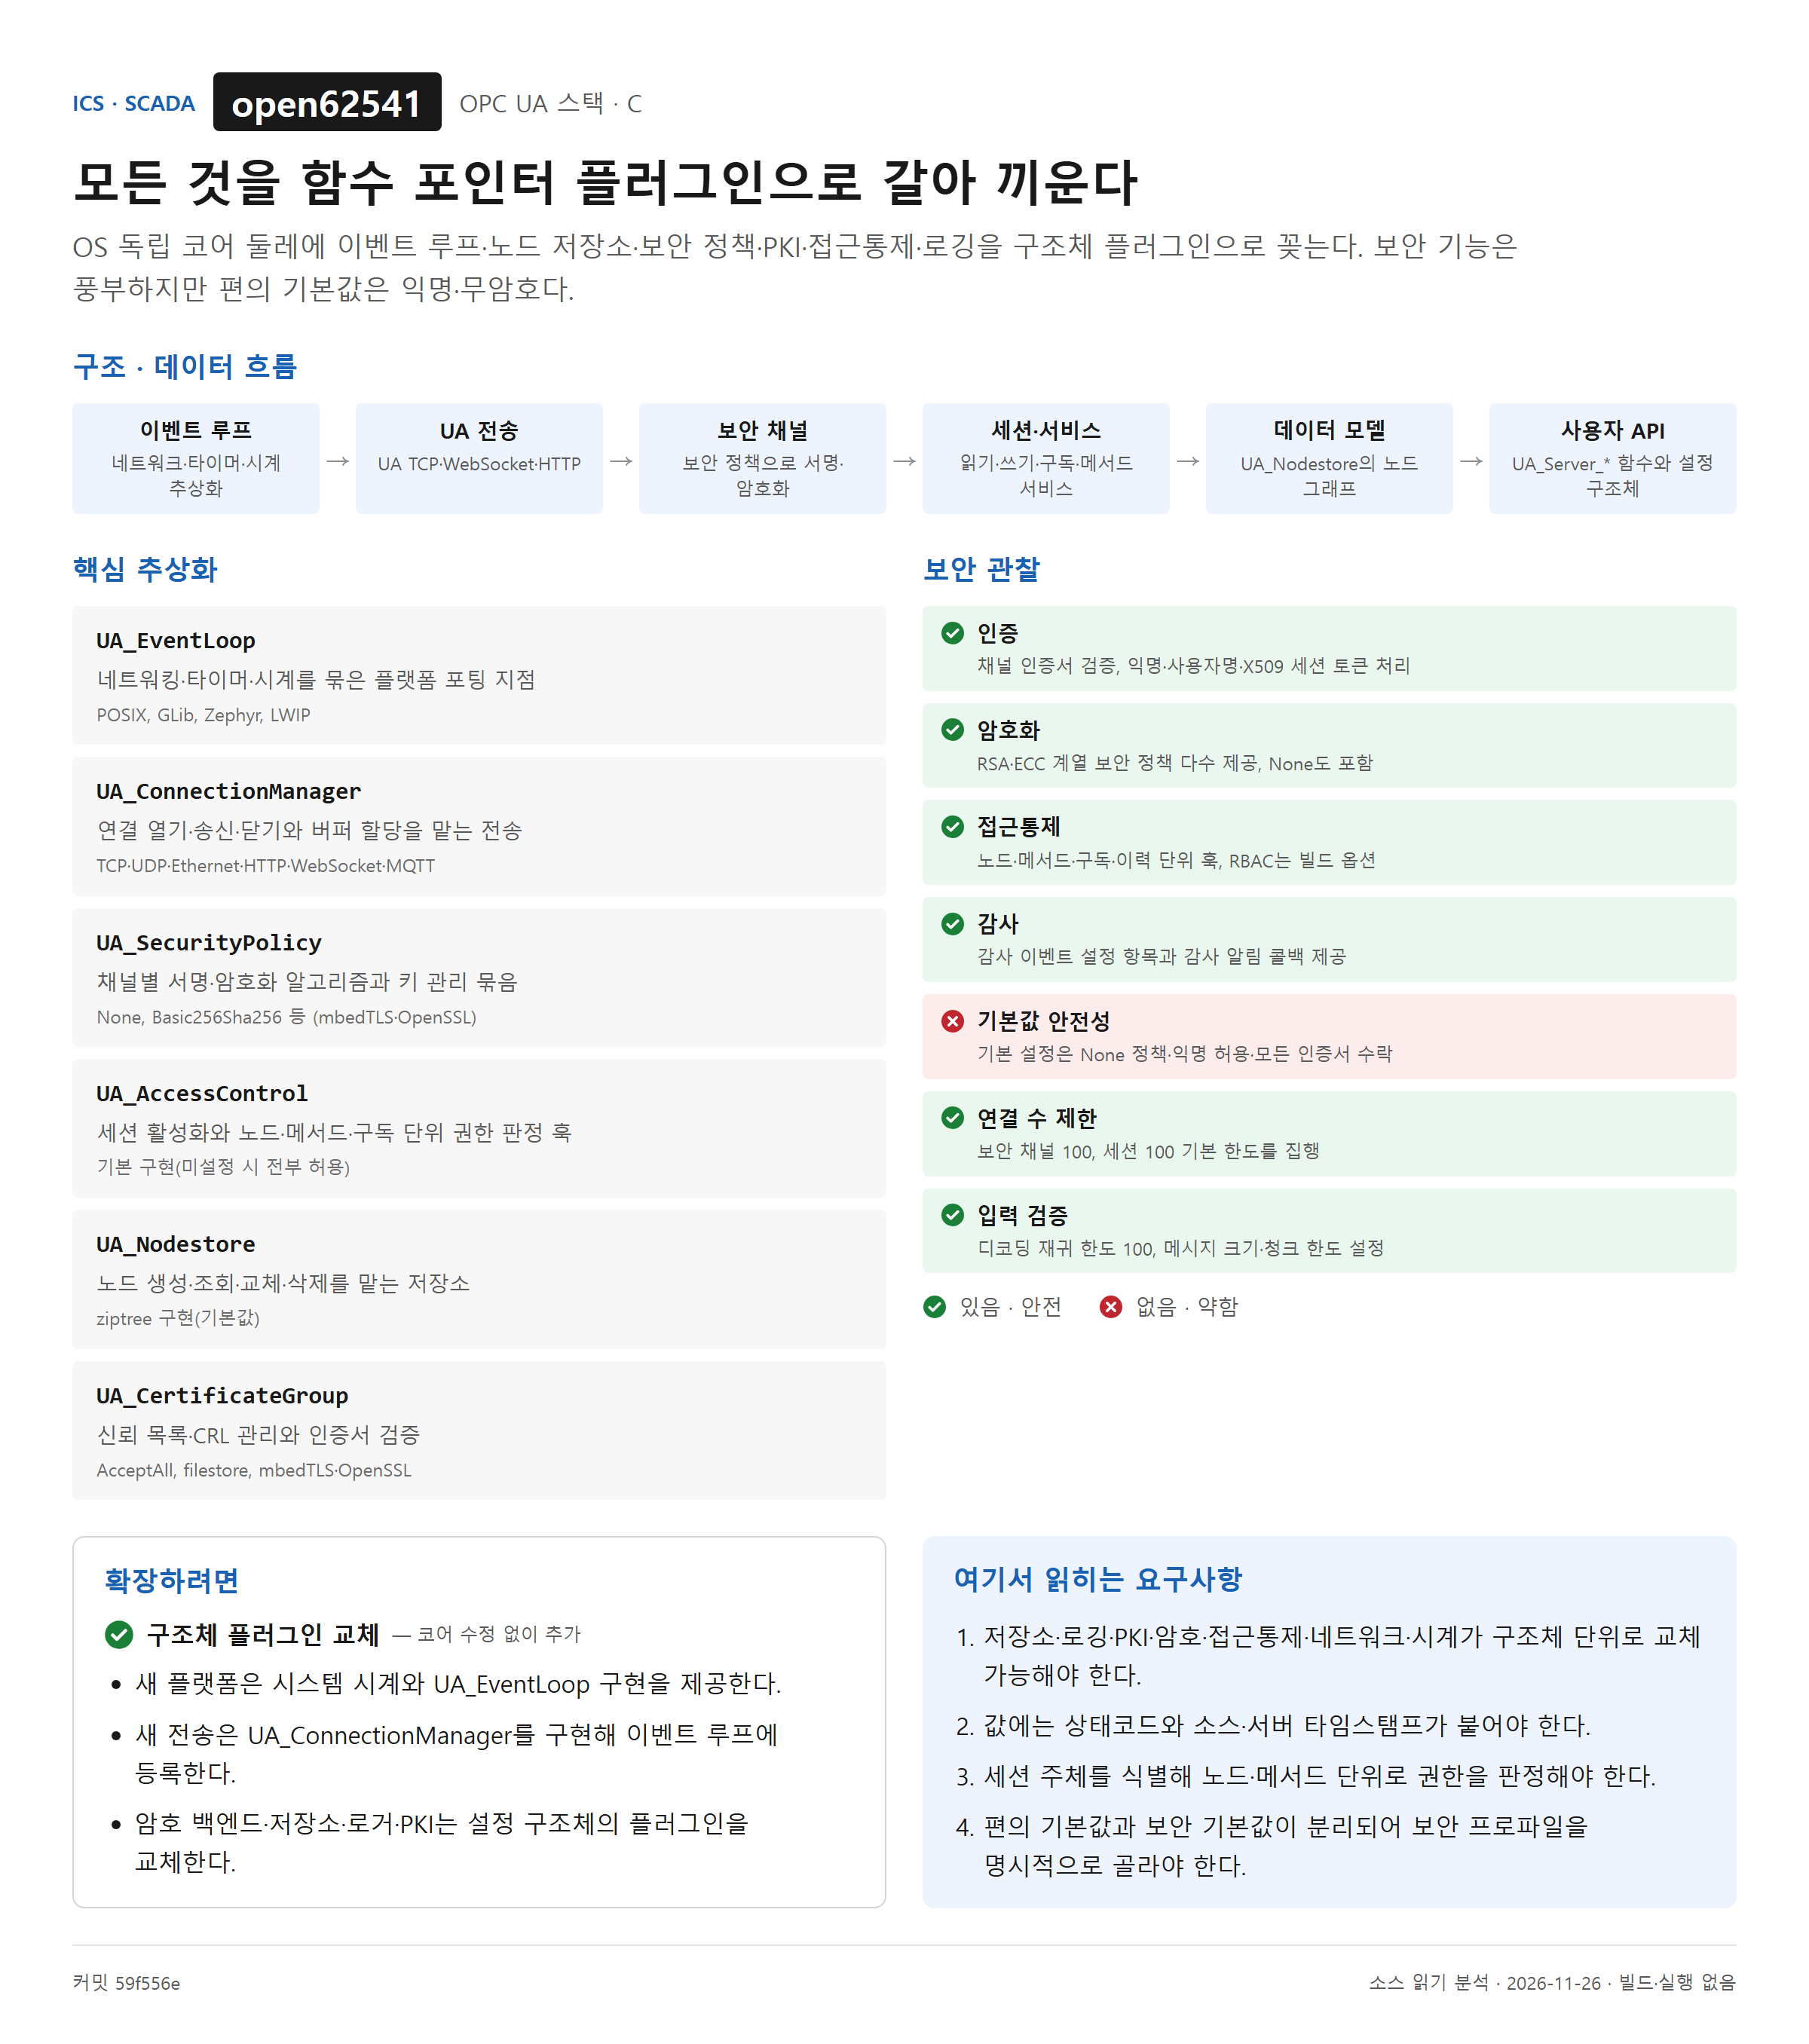 ICS · SCADA open62541 OPC UA 스택 · C
모든 것을 함수 포인터 플러그인으로 갈아 끼운다
OS 독립 코어 둘레에 이벤트 루프·노드 저장소·보안 정책·PKI·접근통제·로깅을 구조체 플러그인으로 꽂는다. 보안 기능은
풍부하지만 편의 기본값은 익명·무암호다.
구조 · 데이터 흐름
이벤트 루프
네트워크·타이머·시계
추상화
→
UA 전송
UA TCP·WebSocket·HTTP
→
보안 채널
보안 정책으로 서명·
암호화
→
세션·서비스
읽기·쓰기·구독·메서드
서비스
→
데이터 모델
UA_Nodestore의 노드
그래프
→
사용자 API
UA_Server_* 함수와 설정
구조체
핵심 추상화
UA_EventLoop
네트워킹·타이머·시계를 묶은 플랫폼 포팅 지점
POSIX, GLib, Zephyr, LWIP
UA_ConnectionManager
연결 열기·송신·닫기와 버퍼 할당을 맡는 전송
TCP·UDP·Ethernet·HTTP·WebSocket·MQTT
UA_SecurityPolicy
채널별 서명·암호화 알고리즘과 키 관리 묶음
None, Basic256Sha256 등 (mbedTLS·OpenSSL)
UA_AccessControl
세션 활성화와 노드·메서드·구독 단위 권한 판정 훅
기본 구현(미설정 시 전부 허용)
UA_Nodestore
노드 생성·조회·교체·삭제를 맡는 저장소
ziptree 구현(기본값)
UA_CertificateGroup
신뢰 목록·CRL 관리와 인증서 검증
AcceptAll, filestore, mbedTLS·OpenSSL
보안 관찰
인증
채널 인증서 검증, 익명·사용자명·X509 세션 토큰 처리
암호화
RSA·ECC 계열 보안 정책 다수 제공, None도 포함
접근통제
노드·메서드·구독·이력 단위 훅, RBAC는 빌드 옵션
감사
감사 이벤트 설정 항목과 감사 알림 콜백 제공
기본값 안전성
기본 설정은 None 정책·익명 허용·모든 인증서 수락
연결 수 제한
보안 채널 100, 세션 100 기본 한도를 집행
입력 검증
디코딩 재귀 한도 100, 메시지 크기·청크 한도 설정
있음 · 안전 없음 · 약함
확장하려면
구조체 플러그인 교체 — 코어 수정 없이 추가
• 새 플랫폼은 시스템 시계와 UA_EventLoop 구현을 제공한다.
• 새 전송은 UA_ConnectionManager를 구현해 이벤트 루프에
등록한다.
• 암호 백엔드·저장소·로거·PKI는 설정 구조체의 플러그인을
교체한다.
여기서 읽히는 요구사항
1. 저장소·로깅·PKI·암호·접근통제·네트워크·시계가 구조체 단위로 교체
가능해야 한다.
2. 값에는 상태코드와 소스·서버 타임스탬프가 붙어야 한다.
3. 세션 주체를 식별해 노드·메서드 단위로 권한을 판정해야 한다.
4. 편의 기본값과 보안 기본값이 분리되어 보안 프로파일을
명시적으로 골라야 한다.
커밋 59f556e
소스 읽기 분석 · 2026-11-26 · 빌드·실행 없음